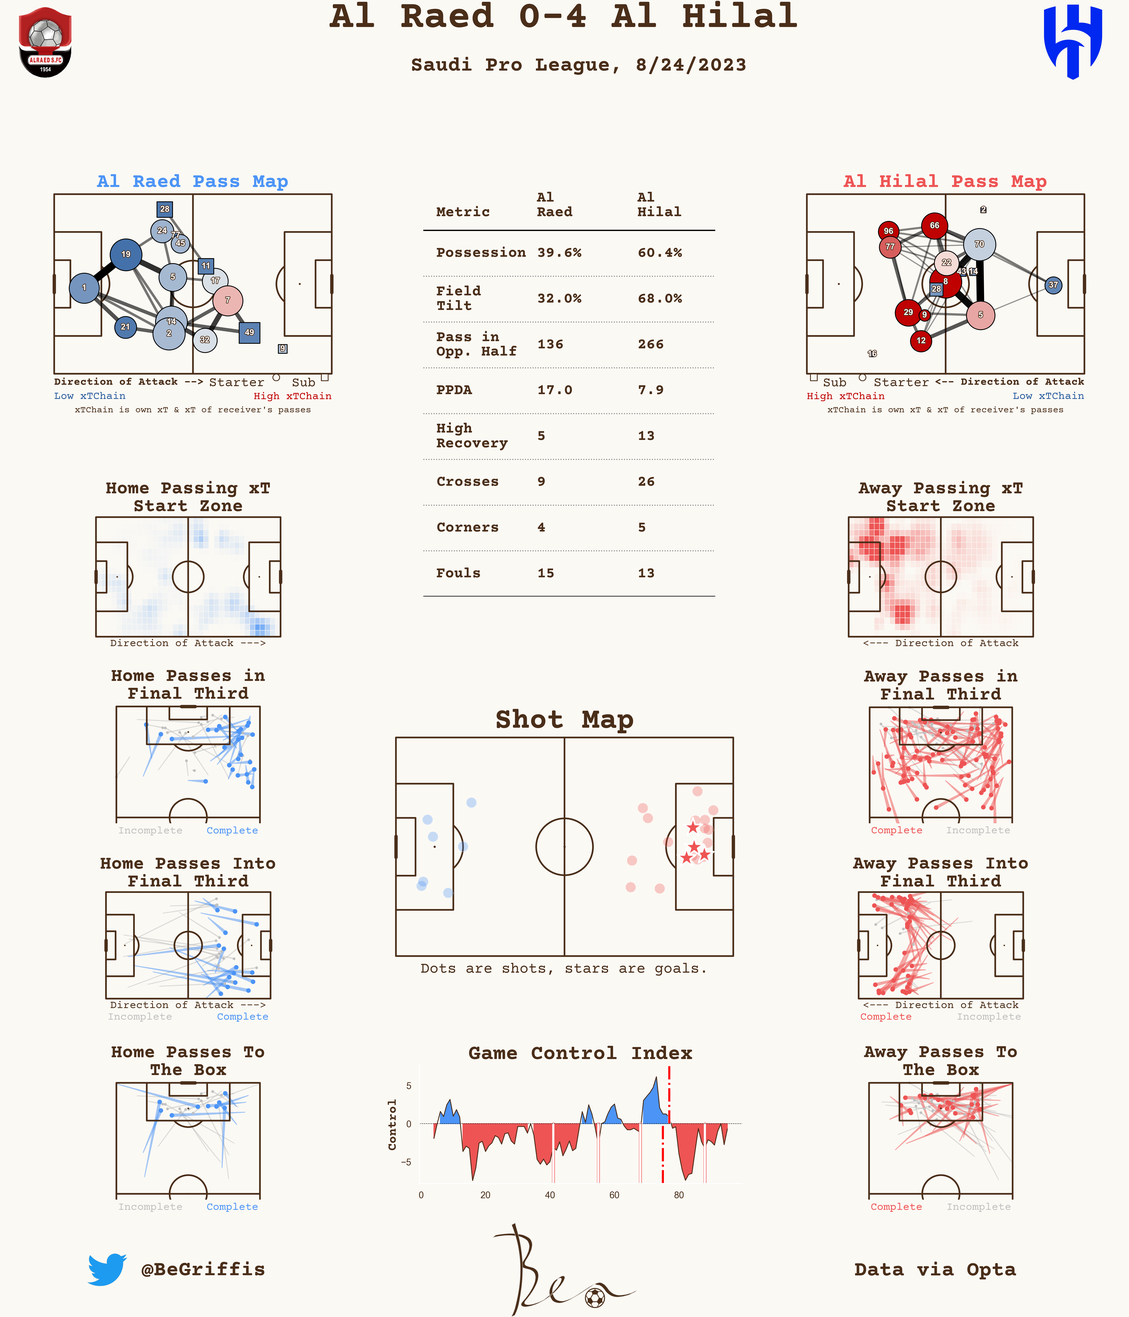 Al Raed 0-4 Al Hilal
Saudi Pro League, 8/24/2023
ALRAED S.FC
1954
Al Raed Pass Map
28
24
77
45
19
11
5
17
1
7
14
21
2
32
49
9
Direction of Attack --> Starter Sub
Low xTChain High xTChain
xTChain is own xT & xT of receiver's passes
Metric Al Raed Al Hilal
Possession 39.6% 60.4%
Field Tilt 32.0% 68.0%
Pass in Opp. Half 136 266
PPDA 17.0 7.9
High Recovery 5 13
Crosses 9 26
Corners 4 5
Fouls 15 13
Al Hilal Pass Map
2
96
66
77
70
22
14
8
28
37
29
9
5
12
16
Sub Starter <-- Direction of Attack
High xTChain Low xTChain
xTChain is own xT & xT of receiver's passes
Home Passing xT
Start Zone
Direction of Attack --->
Away Passing xT
Start Zone
<--- Direction of Attack
Home Passes in
Final Third
Incomplete Complete
Shot Map
Dots are shots, stars are goals.
Away Passes in
Final Third
Complete Incomplete
Home Passes Into
Final Third
Direction of Attack --->
Incomplete Complete
Away Passes Into
Final Third
<--- Direction of Attack
Complete Incomplete
Home Passes To
The Box
Incomplete Complete
Game Control Index
Control
5
0
−5
0 20 40 60 80
Away Passes To
The Box
Complete Incomplete
@BeGriffis
Bea
Data via Opta